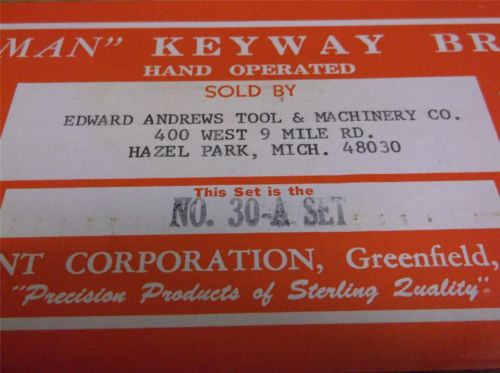 MAN" KEYWAY BR
HAND OPERATED
SOLD BY
EDWARD ANDREWS TOOL & MACHINERY CO.
400 WEST 9 MILE RD.
HAZEL PARK, MICH. 48030
This Set is the
NO. 30-A SET
NT CORPORATION, Greenfield,
"Precision Products of Sterling Quality"